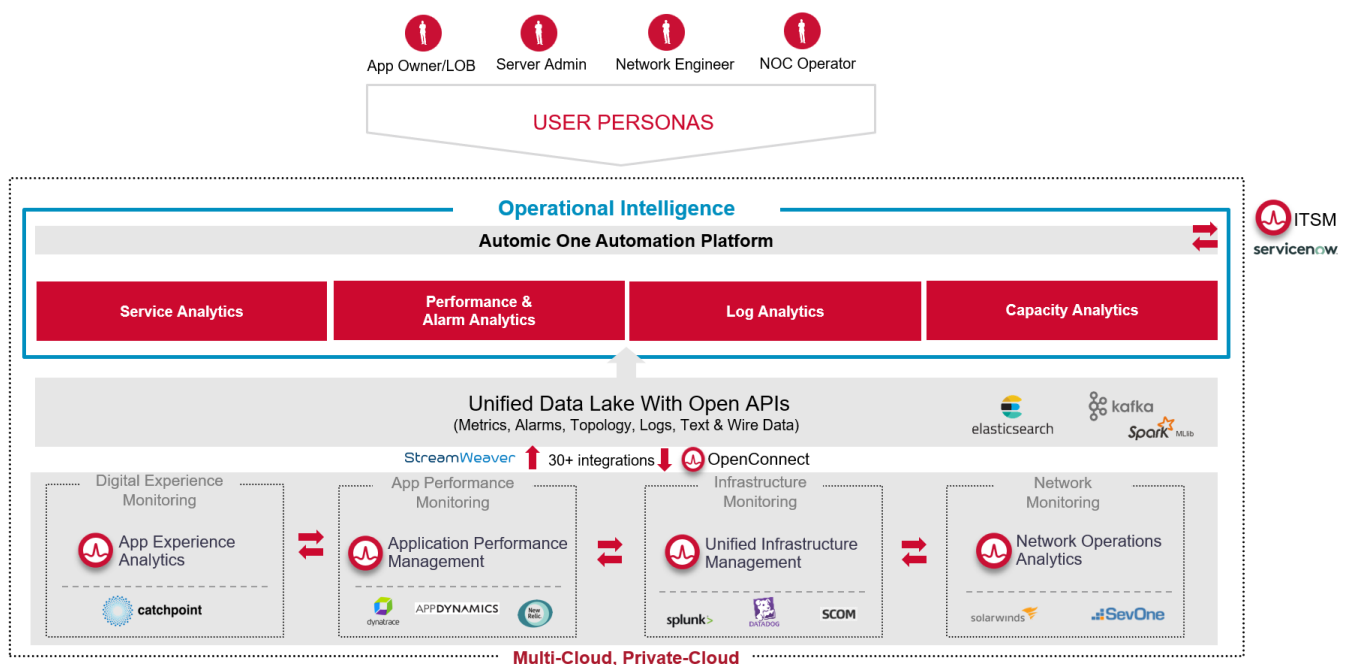 App Owner/LOB
Server Admin
Network Engineer
NOC Operator
USER PERSONAS
Operational Intelligence
Automic One Automation Platform
ITSM
servicenow
Service Analytics
Performance &
Alarm Analytics
Log Analytics
Capacity Analytics
Unified Data Lake With Open APIs
(Metrics, Alarms, Topology, Logs, Text & Wire Data)
elasticsearch
kafka
Spark MLlib
StreamWeaver
30+ integrations
OpenConnect
Digital Experience
Monitoring
App Experience
Analytics
catchpoint
App Performance
Monitoring
Application Performance
Management
dynatrace
APPDYNAMICS
New
Relic
Infrastructure
Monitoring
Unified Infrastructure
Management
splunk>
DATADOG
SCOM
Network
Monitoring
Network Operations
Analytics
solarwinds
SevOne
Multi-Cloud, Private-Cloud